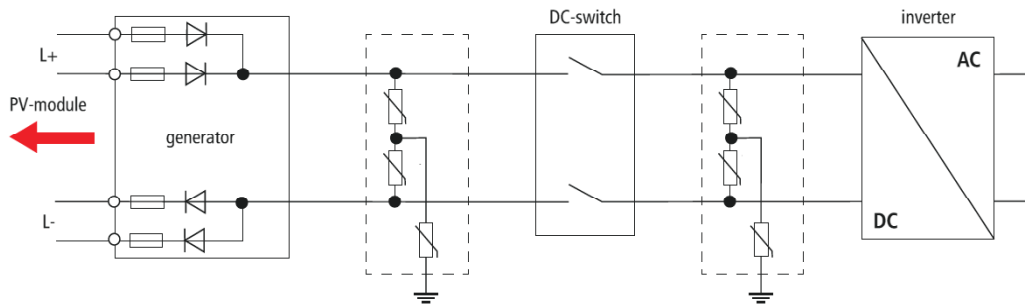 DC-switch
inverter
L+
AC
PV-module
generator
L-
DC